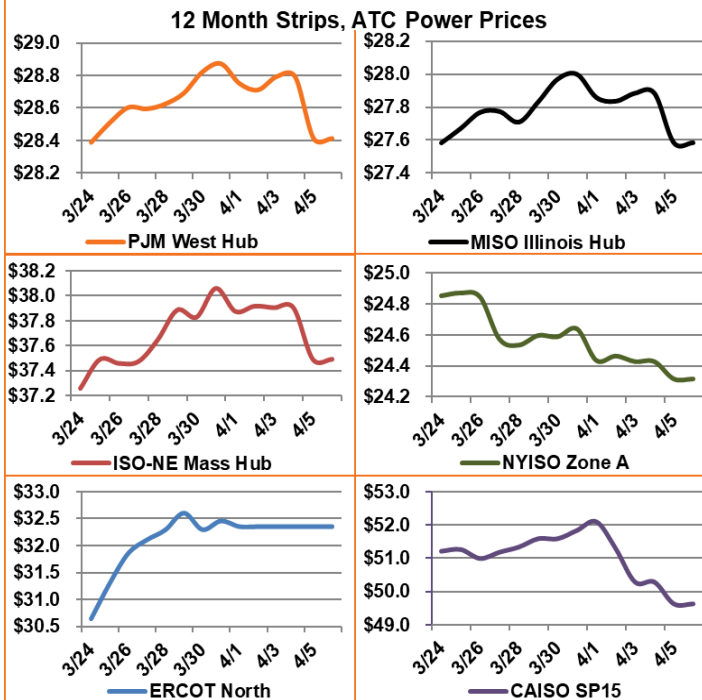 12 Month Strips, ATC Power Prices
$29.0
$28.8
$28.6
$28.4
$28.2
3/24 3/26 3/28 3/30 4/1 4/3 4/5
PJM West Hub
$28.2
$28.0
$27.8
$27.6
$27.4
3/24 3/26 3/28 3/30 4/1 4/3 4/5
MISO Illinois Hub
$38.2
$38.0
$37.8
$37.6
$37.4
$37.2
3/24 3/26 3/28 3/30 4/1 4/3 4/5
ISO-NE Mass Hub
$25.0
$24.8
$24.6
$24.4
$24.2
3/24 3/26 3/28 3/30 4/1 4/3 4/5
NYISO Zone A
$33.0
$32.5
$32.0
$31.5
$31.0
$30.5
3/24 3/26 3/28 3/30 4/1 4/3 4/5
ERCOT North
$53.0
$52.0
$51.0
$50.0
$49.0
3/24 3/26 3/28 3/30 4/1 4/3 4/5
CAISO SP15